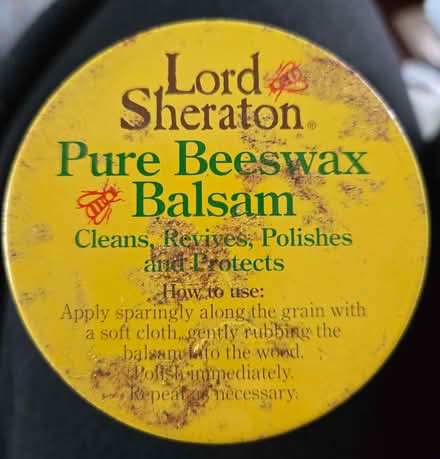 Lord
Sheraton®
Pure Beeswax
Balsam
Cleans, Revives, Polishes
and Protects
How to use:
Apply sparingly along the grain with
a soft cloth, gently rubbing the
balsam into the wood.
Polish immediately.
Repeat as necessary.